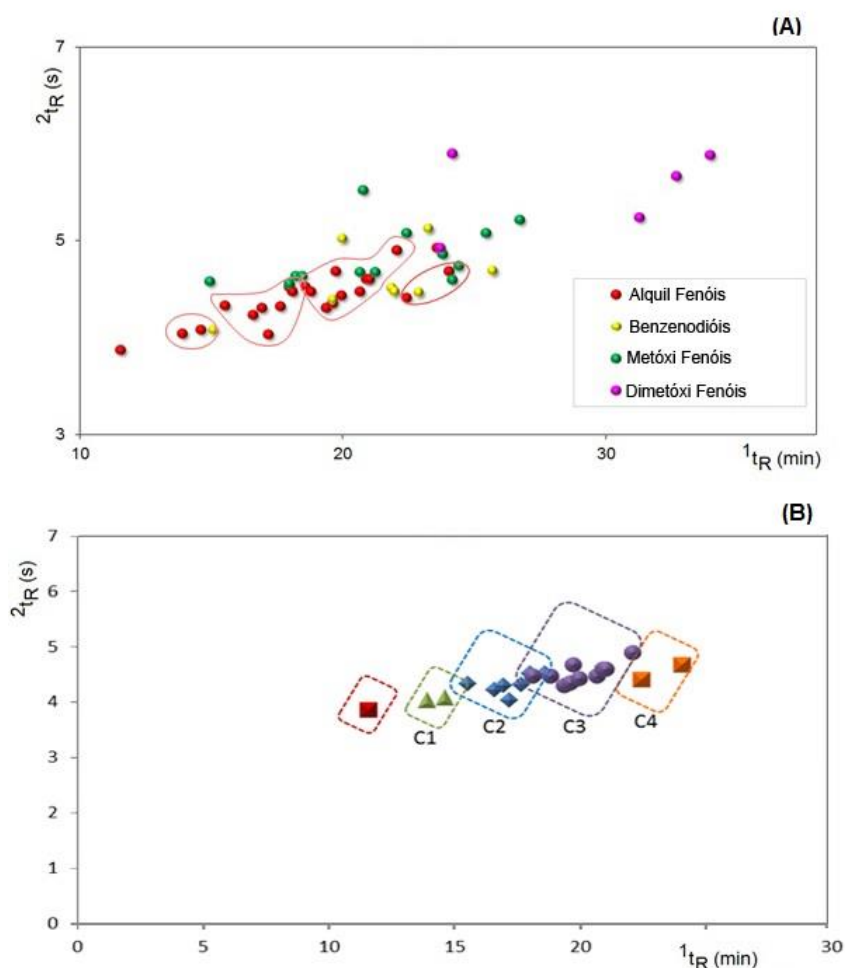 (A)
7
²tR (s)
5
Alquil Fenóis
Benzenodióis
Metóxi Fenóis
Dimetóxi Fenóis
3
10 20 30 ¹tR (min)
(B)
7
²tR (s)
6
5
4
C1 C2 C3 C4
3
2
1
0
0 5 10 15 20 ¹tR (min) 30